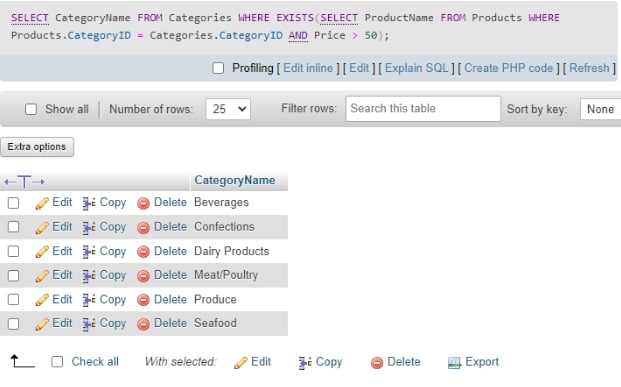 SELECT CategoryName FROM Categories WHERE EXISTS(SELECT ProductName FROM Products WHERE
Products.CategoryID = Categories.CategoryID AND Price > 50);
Profiling [ Edit inline ] [ Edit ] [ Explain SQL ] [ Create PHP code ] [ Refresh ]
Show all Number of rows: 25 Filter rows: Search this table Sort by key: None
Extra options
CategoryName
Edit Copy Delete Beverages
Edit Copy Delete Confections
Edit Copy Delete Dairy Products
Edit Copy Delete Meat/Poultry
Edit Copy Delete Produce
Edit Copy Delete Seafood
Check all With selected: Edit Copy Delete Export